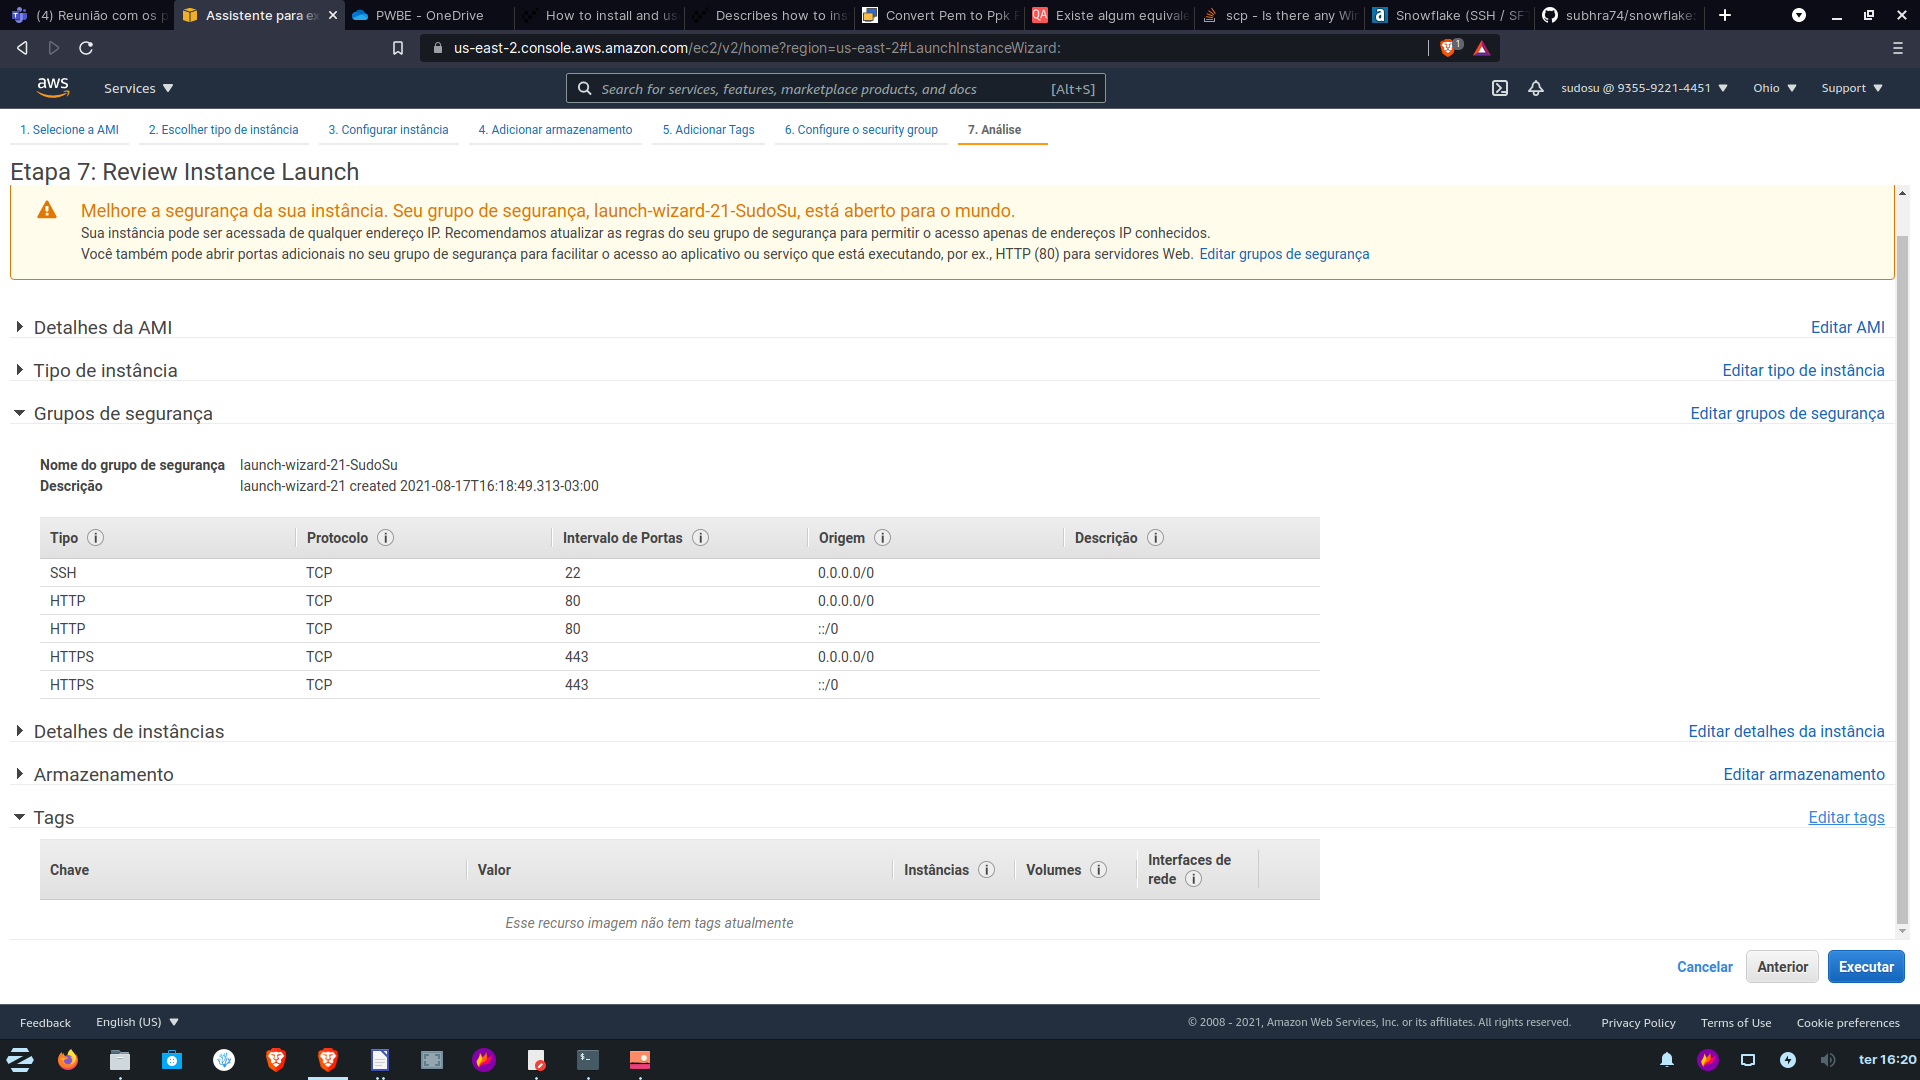 (4) Reunião com os p
Assistente para ex
PWBE - OneDrive
How to install and us
Describes how to ins
Convert Pem to Ppk F
Existe algum equivale
scp - Is there any Win
Snowflake (SSH / SFT
subhra74/snowflake:
us-east-2.console.aws.amazon.com/ec2/v2/home?region=us-east-2#LaunchInstanceWizard:
1
aws
Services
Search for services, features, marketplace products, and docs
[Alt+S]
sudosu @ 9355-9221-4451
Ohio
Support
1. Selecione a AMI
2. Escolher tipo de instância
3. Configurar instância
4. Adicionar armazenamento
5. Adicionar Tags
6. Configure o security group
7. Análise
Etapa 7: Review Instance Launch
Melhore a segurança da sua instância. Seu grupo de segurança, launch-wizard-21-SudoSu, está aberto para o mundo.
Sua instância pode ser acessada de qualquer endereço IP. Recomendamos atualizar as regras do seu grupo de segurança para permitir o acesso apenas de endereços IP conhecidos.
Você também pode abrir portas adicionais no seu grupo de segurança para facilitar o acesso ao aplicativo ou serviço que está executando, por ex., HTTP (80) para servidores Web. Editar grupos de segurança
Detalhes da AMI
Editar AMI
Tipo de instância
Editar tipo de instância
Grupos de segurança
Editar grupos de segurança
Nome do grupo de segurança launch-wizard-21-SudoSu
Descrição launch-wizard-21 created 2021-08-17T16:18:49.313-03:00
Tipo Protocolo Intervalo de Portas Origem Descrição
SSH TCP 22 0.0.0.0/0
HTTP TCP 80 0.0.0.0/0
HTTP TCP 80 ::/0
HTTPS TCP 443 0.0.0.0/0
HTTPS TCP 443 ::/0
Detalhes de instâncias
Editar detalhes da instância
Armazenamento
Editar armazenamento
Tags
Editar tags
Chave Valor Instâncias Volumes Interfaces de
rede
Esse recurso imagem não tem tags atualmente
Cancelar
Anterior
Executar
Feedback
English (US)
© 2008 - 2021, Amazon Web Services, Inc. or its affiliates. All rights reserved.
Privacy Policy
Terms of Use
Cookie preferences
ter 16:20